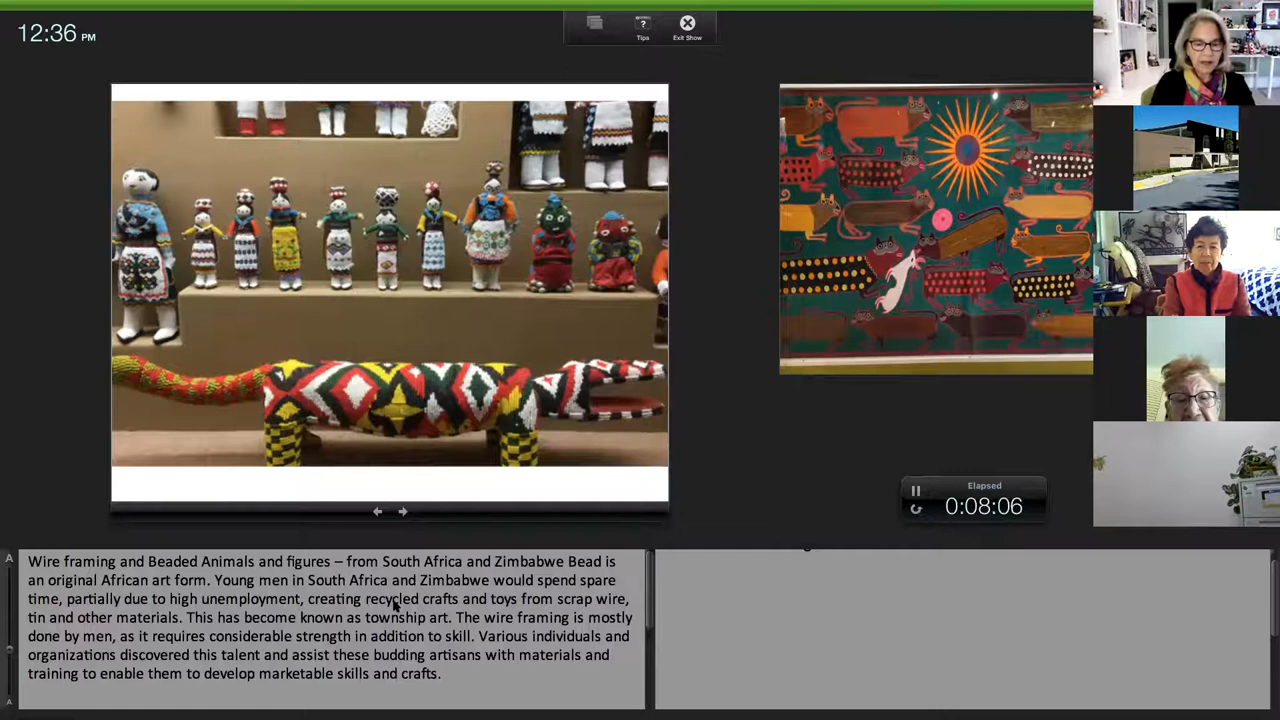 12:36 PM
Tips
Exit Show
Elapsed
0:08:06
A
Wire framing and Beaded Animals and figures – from South Africa and Zimbabwe Bead is
an original African art form. Young men in South Africa and Zimbabwe would spend spare
time, partially due to high unemployment, creating recycled crafts and toys from scrap wire,
tin and other materials. This has become known as township art. The wire framing is mostly
done by men, as it requires considerable strength in addition to skill. Various individuals and
organizations discovered this talent and assist these budding artisans with materials and
training to enable them to develop marketable skills and crafts.
A